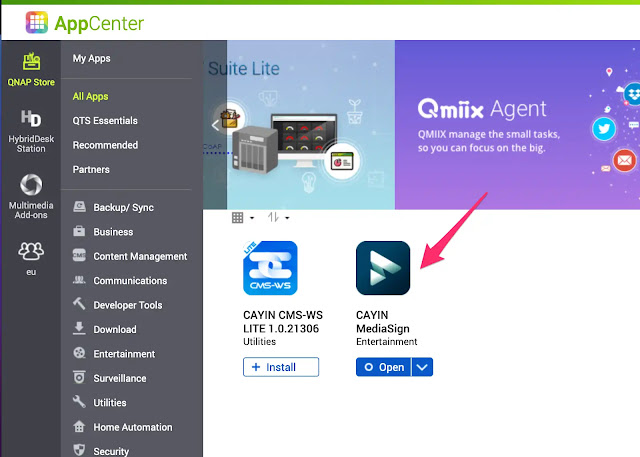 AppCenter
QNAP Store
HD
HybridDesk
Station
Multimedia
Add-ons
eu
My Apps
All Apps
QTS Essentials
Recommended
Partners
Backup/ Sync
Business
CMS
Content Management
Communications
Developer Tools
Download
Entertainment
Surveillance
Utilities
Home Automation
Security
Suite Lite
Qmiix Agent
QMIIX manage the small tasks,
so you can focus on the big.
LITE
CMS-WS
CAYIN CMS-WS
LITE 1.0.21306
Utilities
+ Install
CAYIN
MediaSign
Entertainment
Open